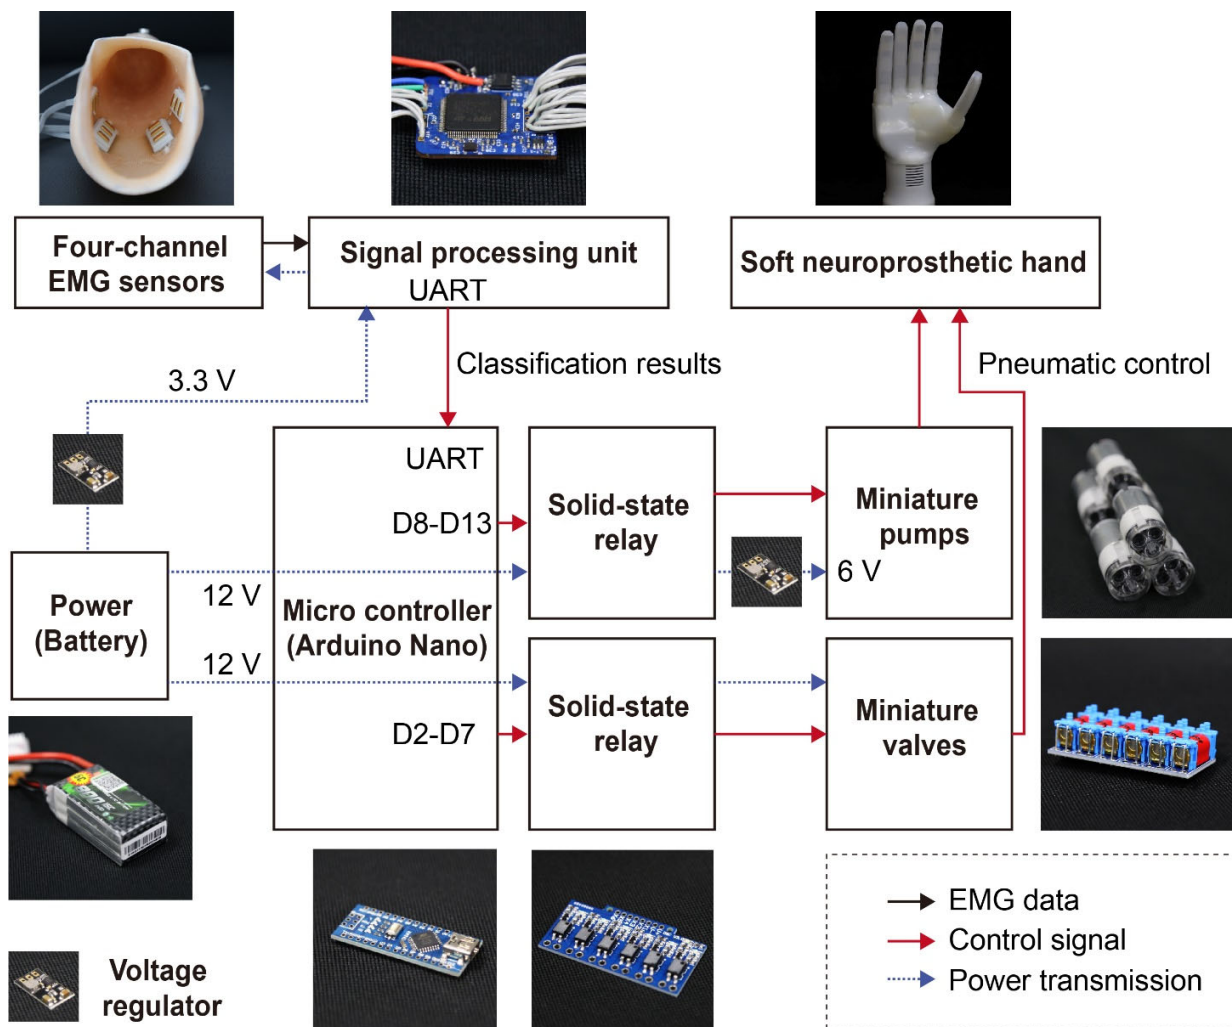 Four-channel
EMG sensors
Signal processing unit
UART
Soft neuroprosthetic hand
3.3 V
Classification results
Pneumatic control
UART
D8-D13
Solid-state
relay
Miniature
pumps
6 V
Power
(Battery)
12 V
12 V
Micro controller
(Arduino Nano)
D2-D7
Solid-state
relay
Miniature
valves
Voltage
regulator
EMG data
Control signal
Power transmission